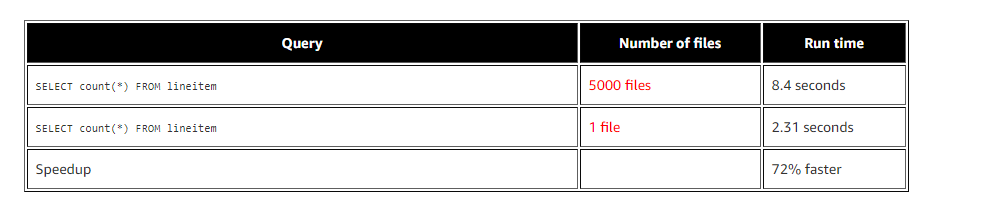 Query Number of files Run time
SELECT count(*) FROM lineitem 5000 files 8.4 seconds
SELECT count(*) FROM lineitem 1 file 2.31 seconds
Speedup 72% faster